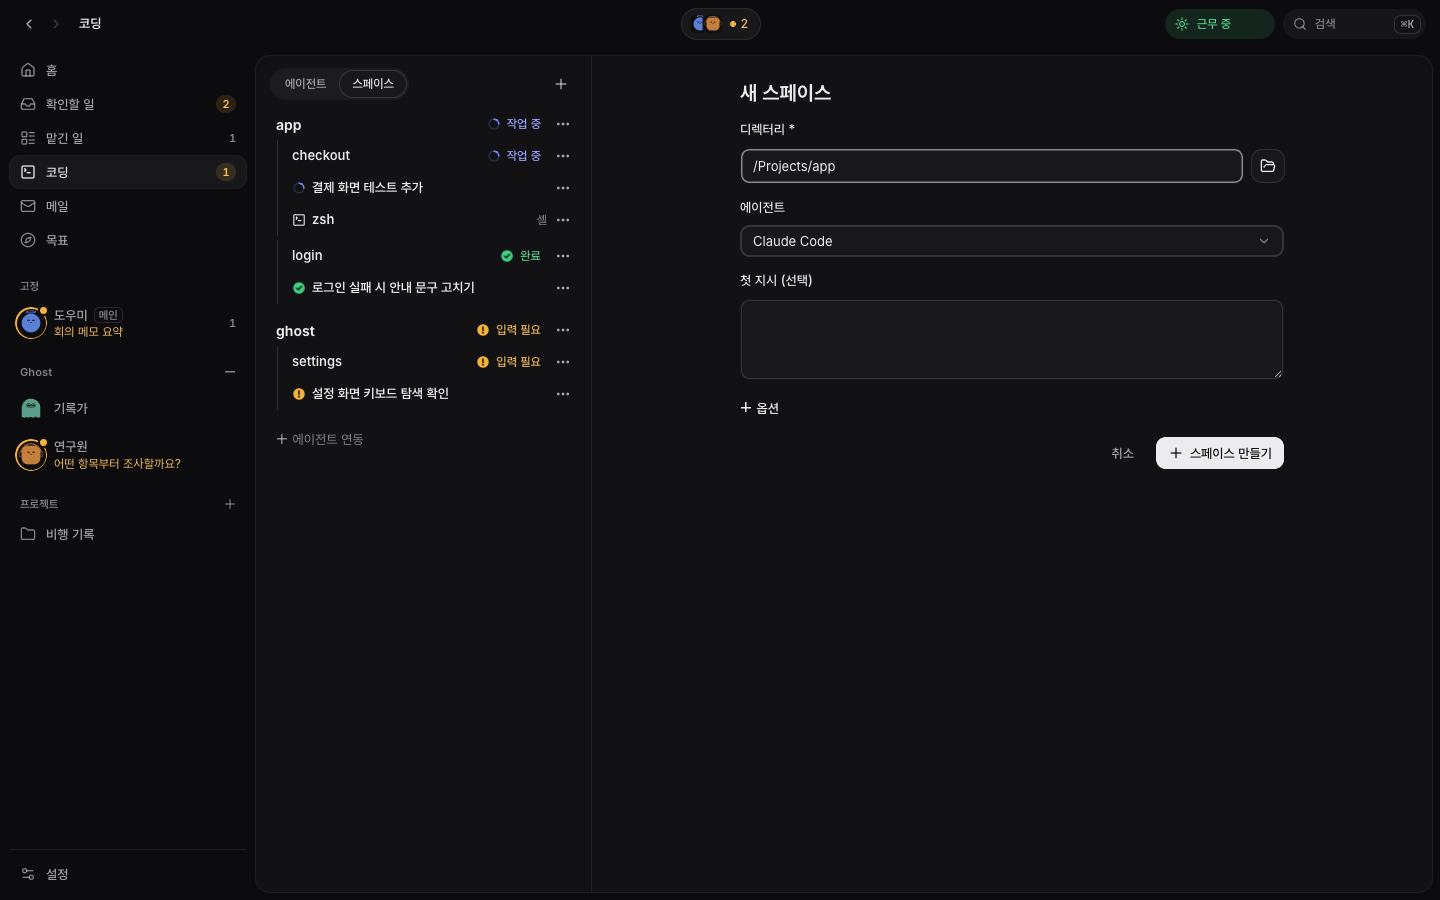 코딩
2
근무 중
검색
⌘K
홈
확인할 일
2
맡긴 일
1
코딩
1
메일
목표
고정
도우미
메인
회의 메모 요약
1
Ghost
기록가
연구원
어떤 항목부터 조사할까요?
프로젝트
비행 기록
설정
에이전트
스페이스
app
작업 중
checkout
작업 중
결제 화면 테스트 추가
zsh
셸
login
완료
로그인 실패 시 안내 문구 고치기
ghost
입력 필요
settings
입력 필요
설정 화면 키보드 탐색 확인
에이전트 연동
새 스페이스
디렉터리 *
/Projects/app
에이전트
Claude Code
첫 지시 (선택)
옵션
취소
스페이스 만들기